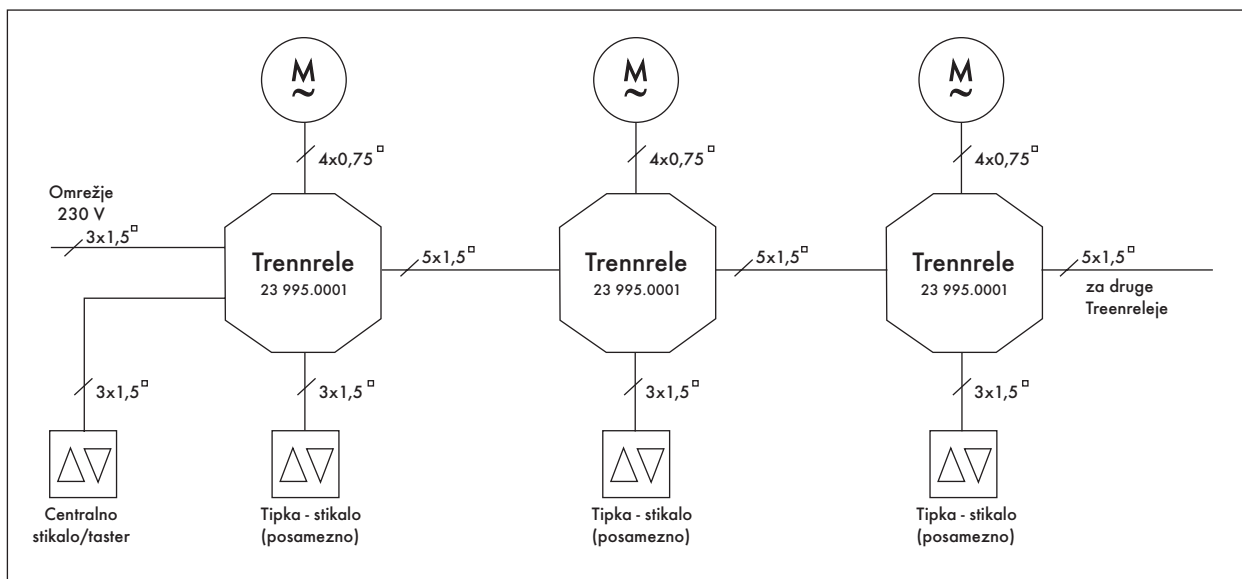 M
~
M
~
M
~
4x0,75 □
4x0,75 □
4x0,75 □
Omrežje
230 V
3x1,5 □
Trennrele
23 995.0001
5x1,5 □
Trennrele
23 995.0001
5x1,5 □
Trennrele
23 995.0001
5x1,5 □
za druge
Treenreleje
3x1,5 □
3x1,5 □
3x1,5 □
3x1,5 □
Centralno
stikalo/taster
Tipka - stikalo
(posamezno)
Tipka - stikalo
(posamezno)
Tipka - stikalo
(posamezno)